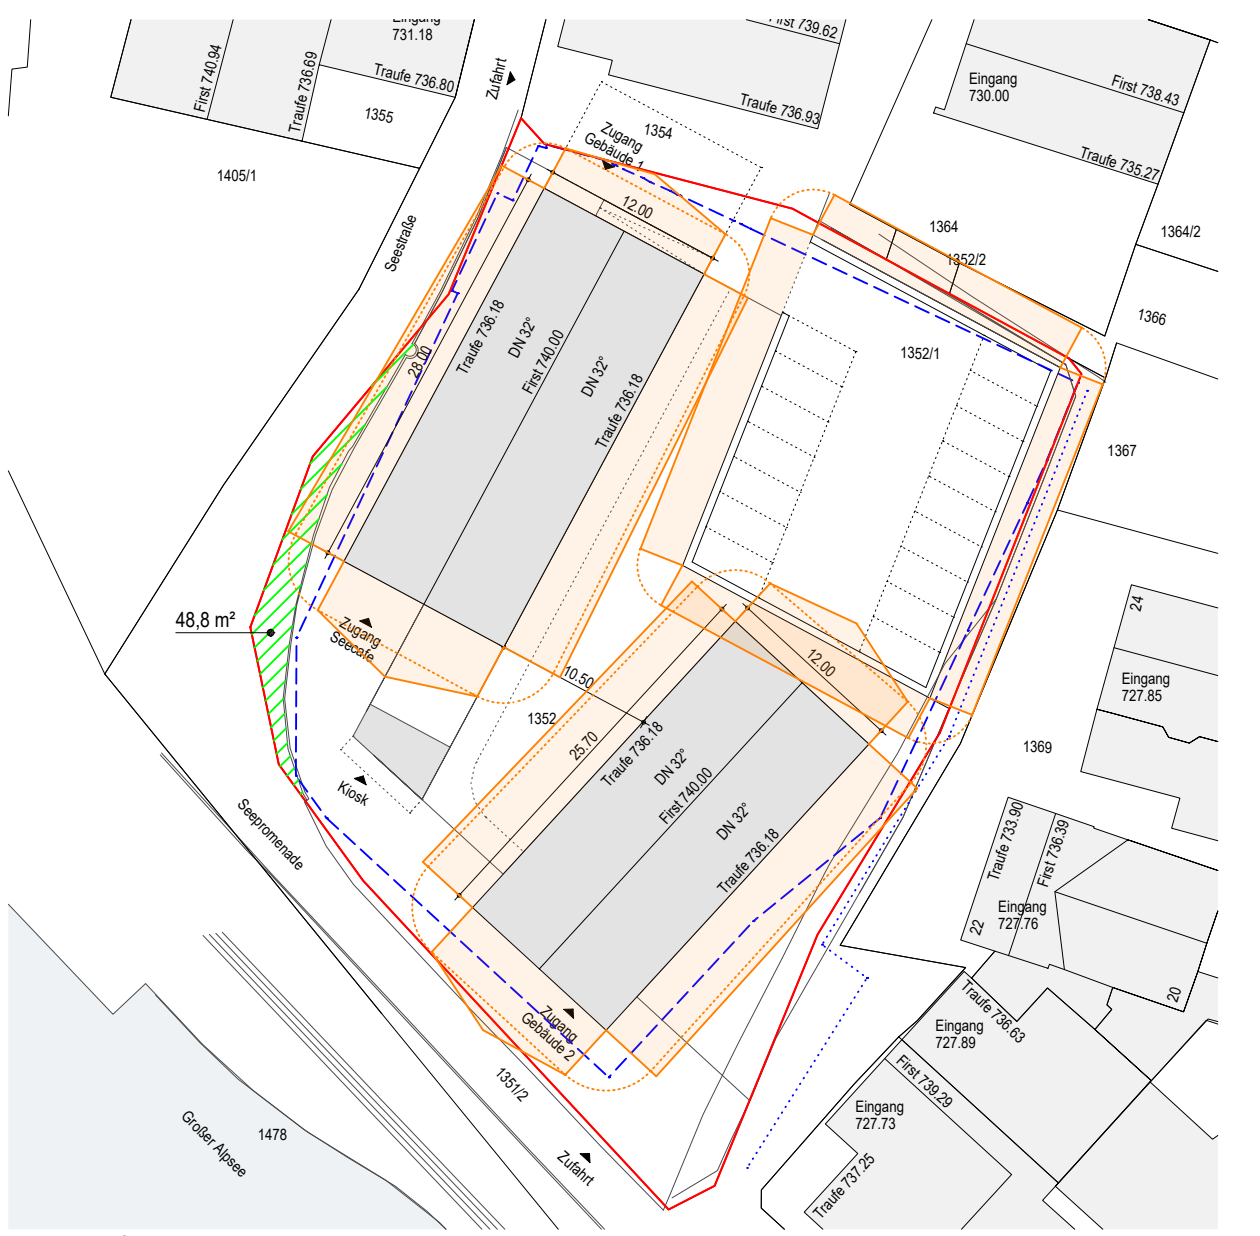 Eingang
731.18
First 740.94
Traufe 736.69
Traufe 736.80
1355
Zufahrt
First 739.62
Traufe 736.93
1354
Zugang
Gebäude 1
Eingang
730.00
First 738.43
Traufe 735.27
1405/1
Seestraße
12.00
1364
1352/2
1364/2
1366
1352/1
28.00
Traufe 736.18
DN 32°
First 740.00
DN 32°
Traufe 736.18
1367
48,8 m²
Zugang
Seecafe
10.50
1352
12.00
25.70
Traufe 736.18
DN 32°
First 740.00
DN 32°
Traufe 736.18
24
Eingang
727.85
1369
Kiosk
Seepromenade
Traufe 733.90
First 736.39
Eingang
727.76
22
20
Zugang
Gebäude 2
Traufe 736.63
Eingang
727.89
First 739.29
Eingang
727.73
Traufe 737.25
1351/2
Zufahrt
1478
Großer Alpsee